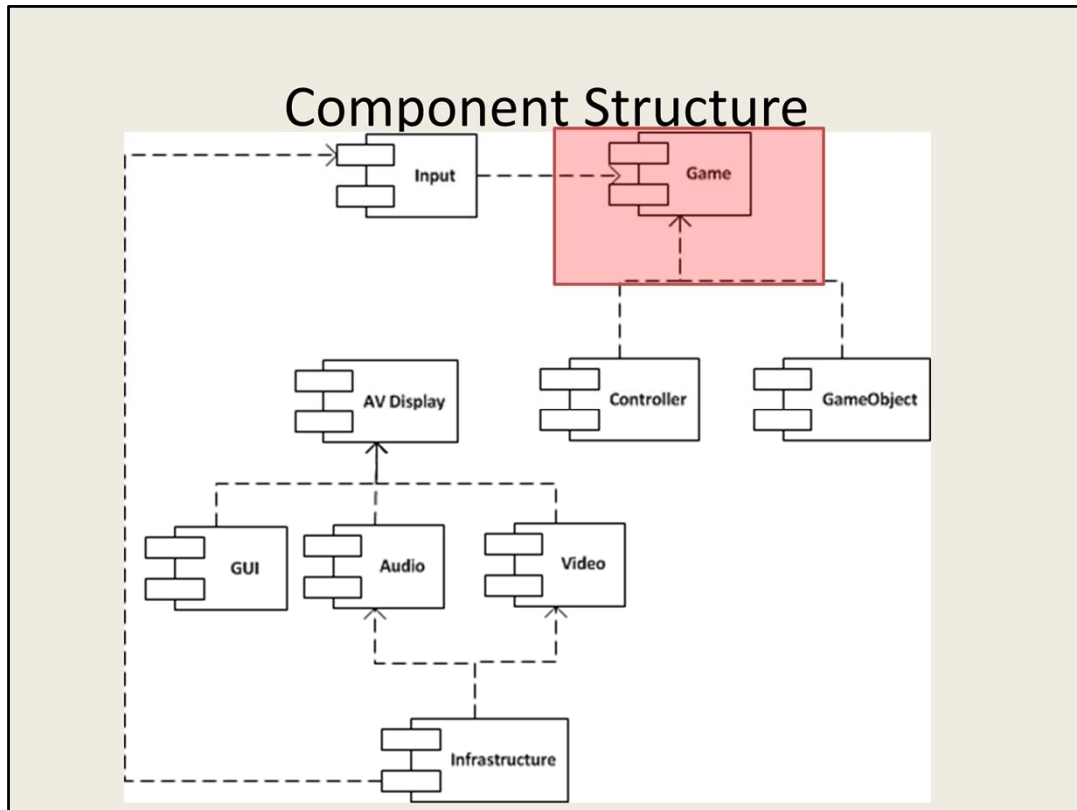 Component Structure
Input
Game
AV Display
Controller
GameObject
GUI
Audio
Video
Infrastructure